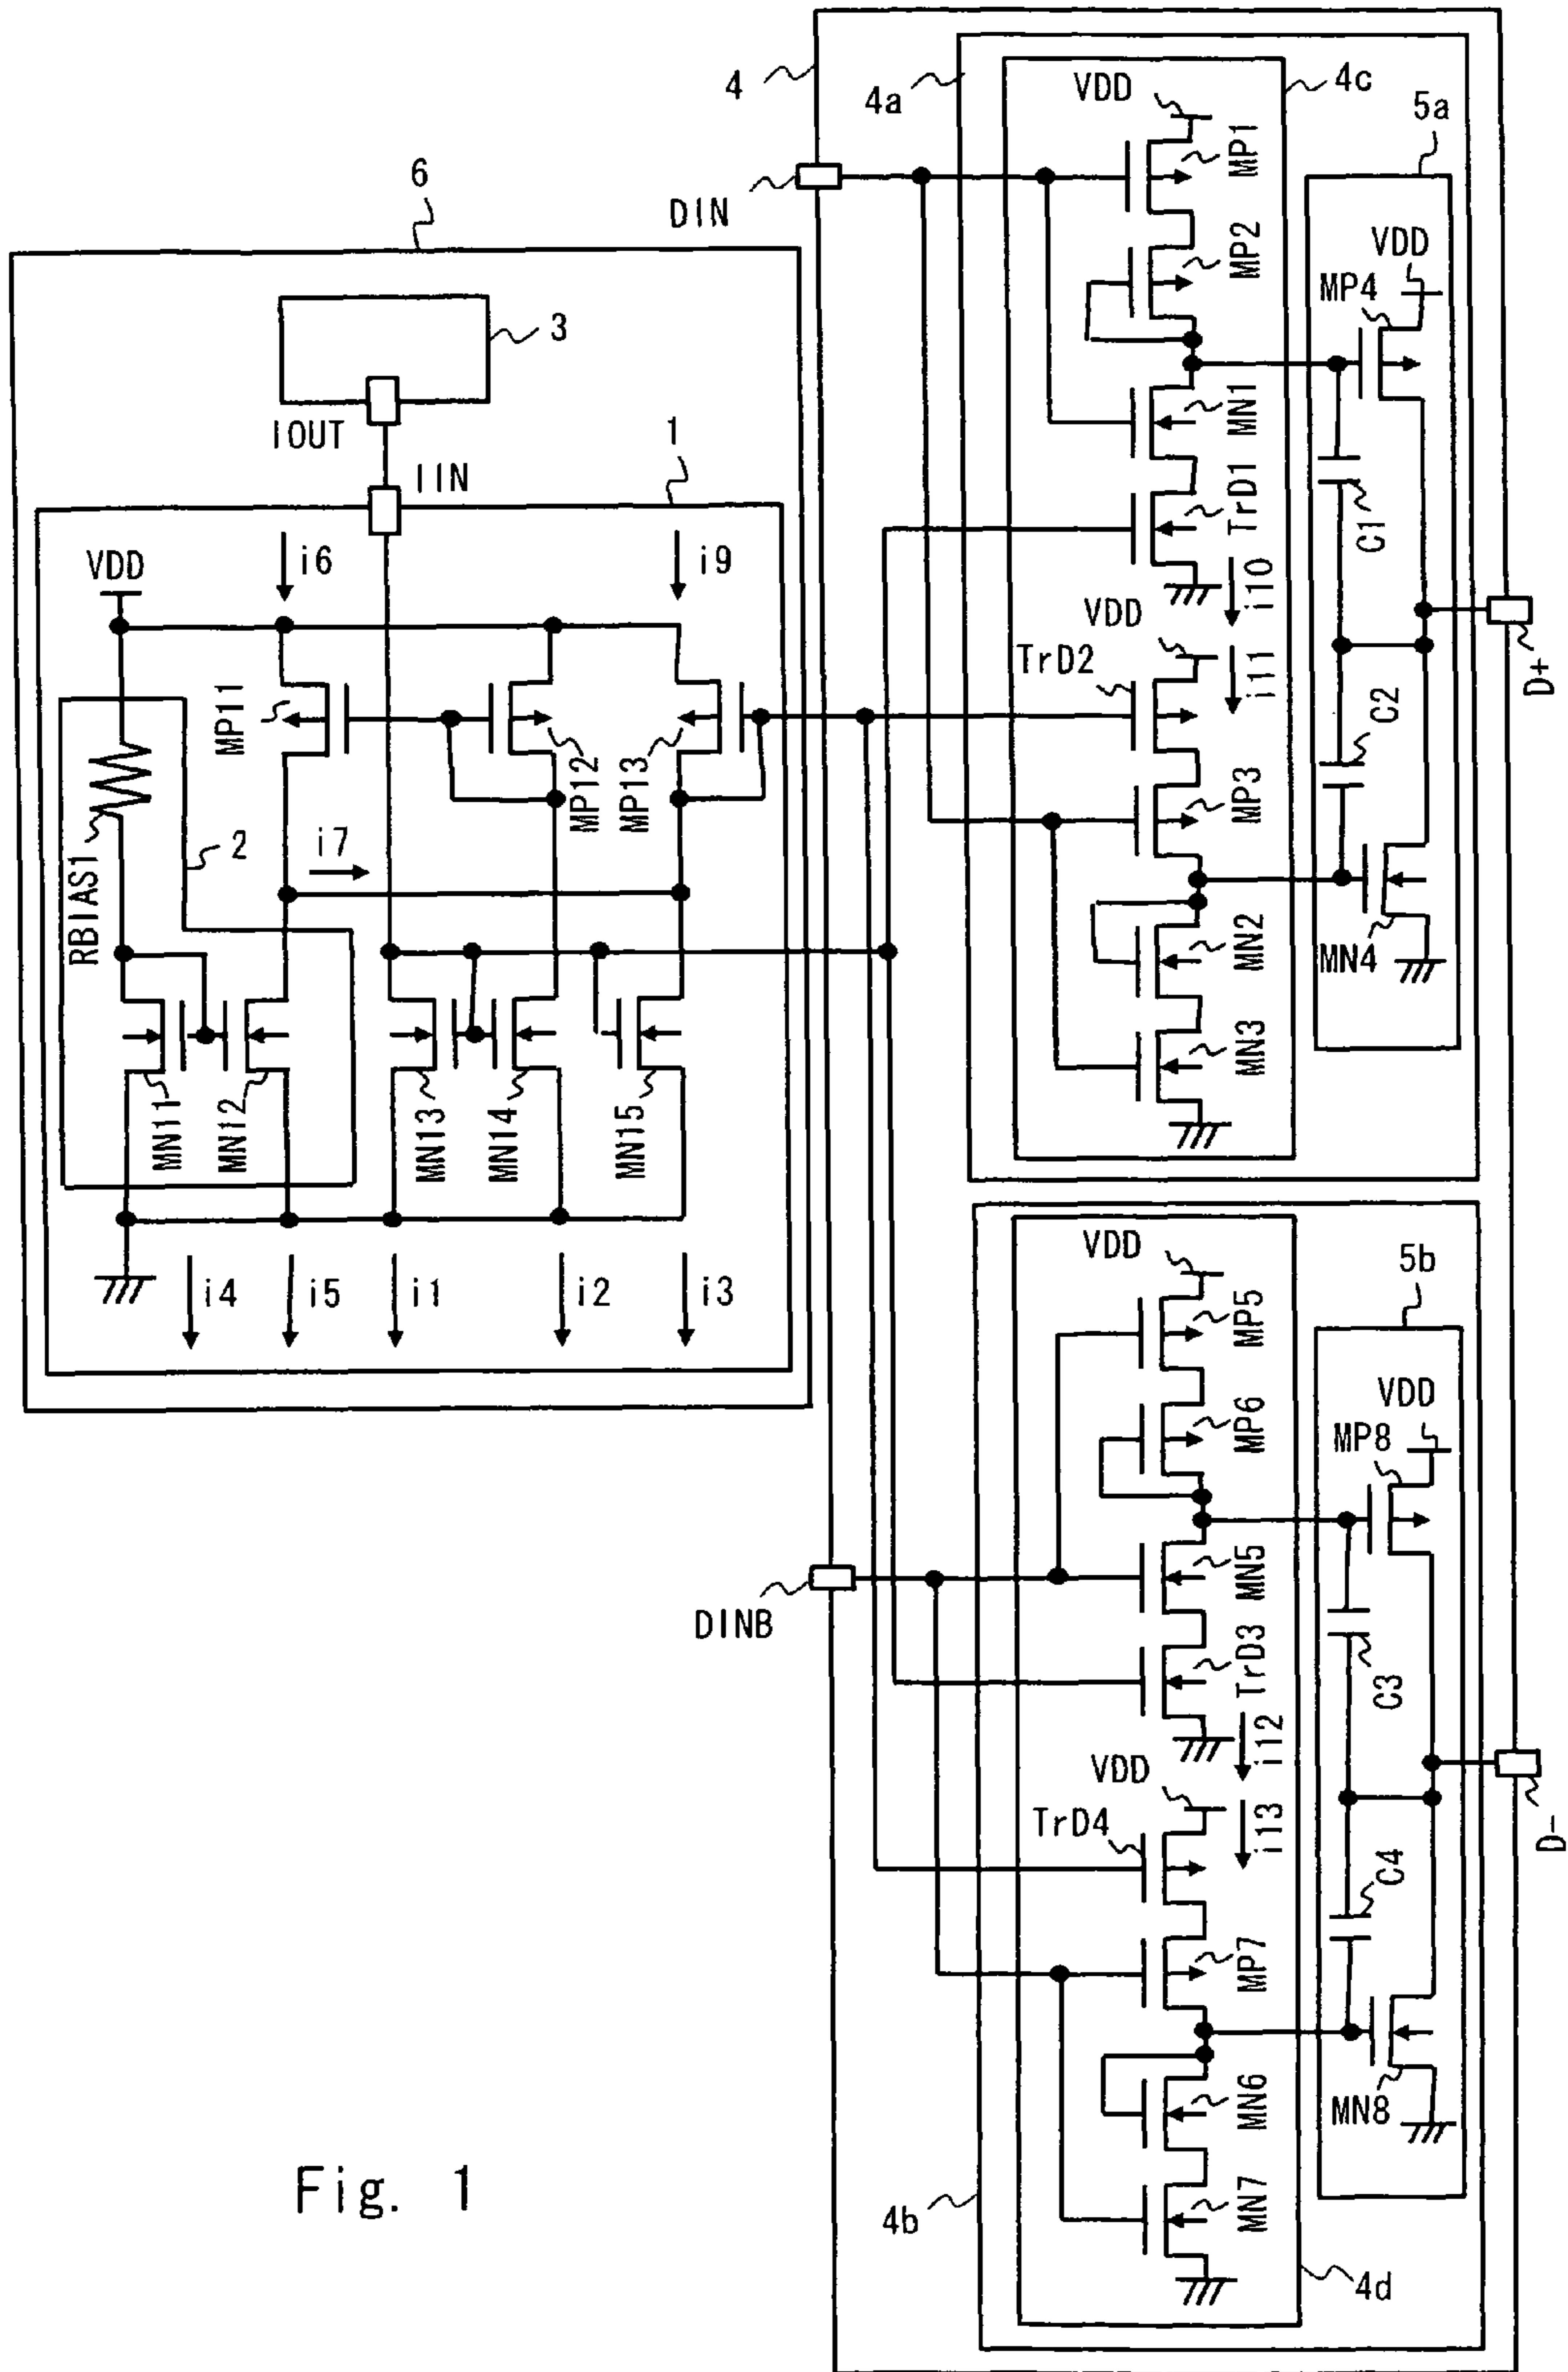 6
3
IOUT
IIN
1
VDD
i6
i9
MP11
MP12
MP13
RBIAS1
2
i7
MN11
MN12
MN13
MN14
MN15
i4
i5
i1
i2
i3
4
4a
4c
5a
DIN
VDD
MP1
MP2
MN1
TrD1
i10
VDD
TrD2
i11
MP3
MN2
MN3
VDD
MP4
C1
C2
MN4
D+
DINB
VDD
MP5
MP6
MN5
TrD3
i12
VDD
TrD4
i13
MP7
MN6
MN7
5b
VDD
MP8
C3
C4
MN8
D-
4b
4d
Fig. 1